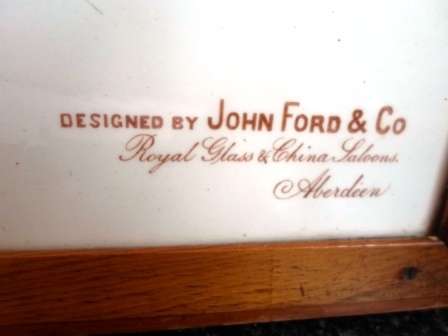 DESIGNED BY JOHN FORD & CO
Royal Glass & China Saloons.
Aberdeen